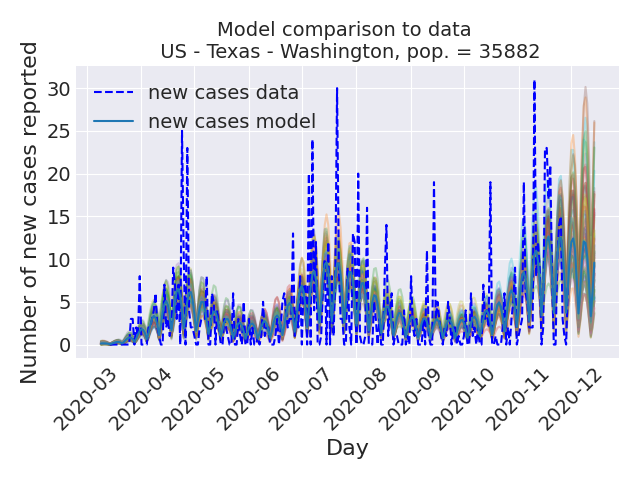 Model comparison to data
US - Texas - Washington, pop. = 35882
Number of new cases reported
30
25
20
15
10
5
0
new cases data
new cases model
2020-03
2020-04
2020-05
2020-06
2020-07
2020-08
2020-09
2020-10
2020-11
2020-12
Day